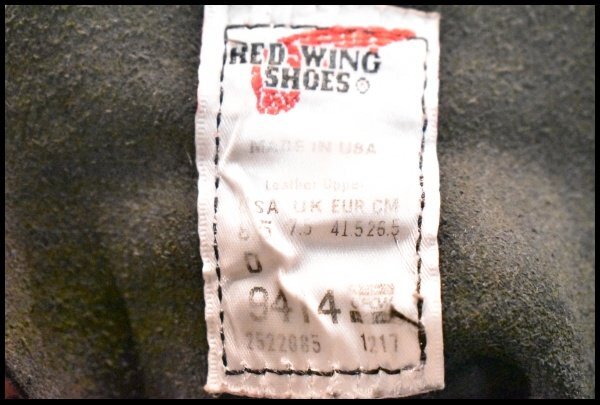 RED WING
SHOES®
MADE IN USA
Leather Upper
USA UK EUR CM
8.5 7.5 41.5 26.5
D
9414
2522085 1217